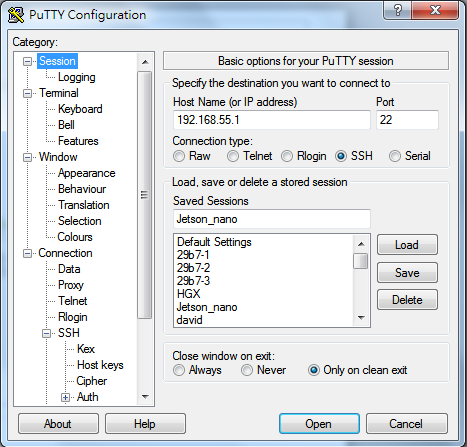 PuTTY Configuration
Category:
Session
Logging
Terminal
Keyboard
Bell
Features
Window
Appearance
Behaviour
Translation
Selection
Colours
Connection
Data
Proxy
Telnet
Rlogin
SSH
Kex
Host keys
Cipher
Auth
Basic options for your PuTTY session
Specify the destination you want to connect to
Host Name (or IP address) Port
192.168.55.1 22
Connection type:
Raw Telnet Rlogin SSH Serial
Load, save or delete a stored session
Saved Sessions
Jetson_nano
Default Settings
29b7-1
29b7-2
29b7-3
HGX
Jetson_nano
david
Load
Save
Delete
Close window on exit:
Always Never Only on clean exit
About Help Open Cancel